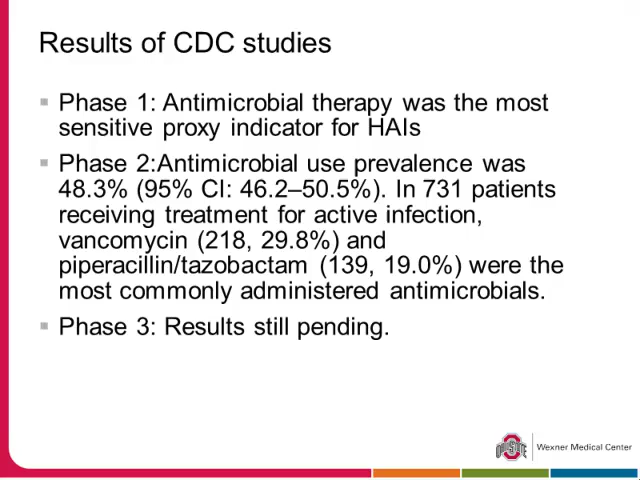 Results of CDC studies
Phase 1: Antimicrobial therapy was the most
sensitive proxy indicator for HAIs
Phase 2:Antimicrobial use prevalence was
48.3% (95% CI: 46.2–50.5%). In 731 patients
receiving treatment for active infection,
vancomycin (218, 29.8%) and
piperacillin/tazobactam (139, 19.0%) were the
most commonly administered antimicrobials.
Phase 3: Results still pending.
OHIO STATE
Wexner Medical Center